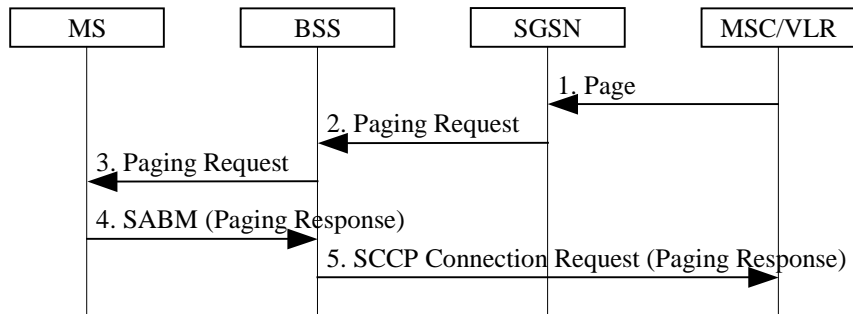 MS
BSS
SGSN
MSC/VLR
1. Page
2. Paging Request
3. Paging Request
4. SABM (Paging Response)
5. SCCP Connection Request (Paging Response)